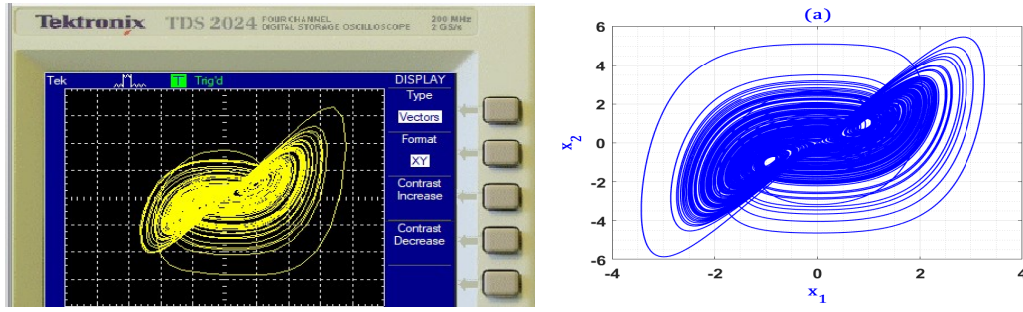 Tektronix TDS 2024 FOUR CHANNEL DIGITAL STORAGE OSCILLOSCOPE 200 MHz 2 GS/s
Tek T Trig'd DISPLAY
Type
Vectors
Format
XY
Contrast
Increase
Contrast
Decrease
(a)
x2
6
4
2
0
-2
-4
-6
-4 -2 0 2 4
x1